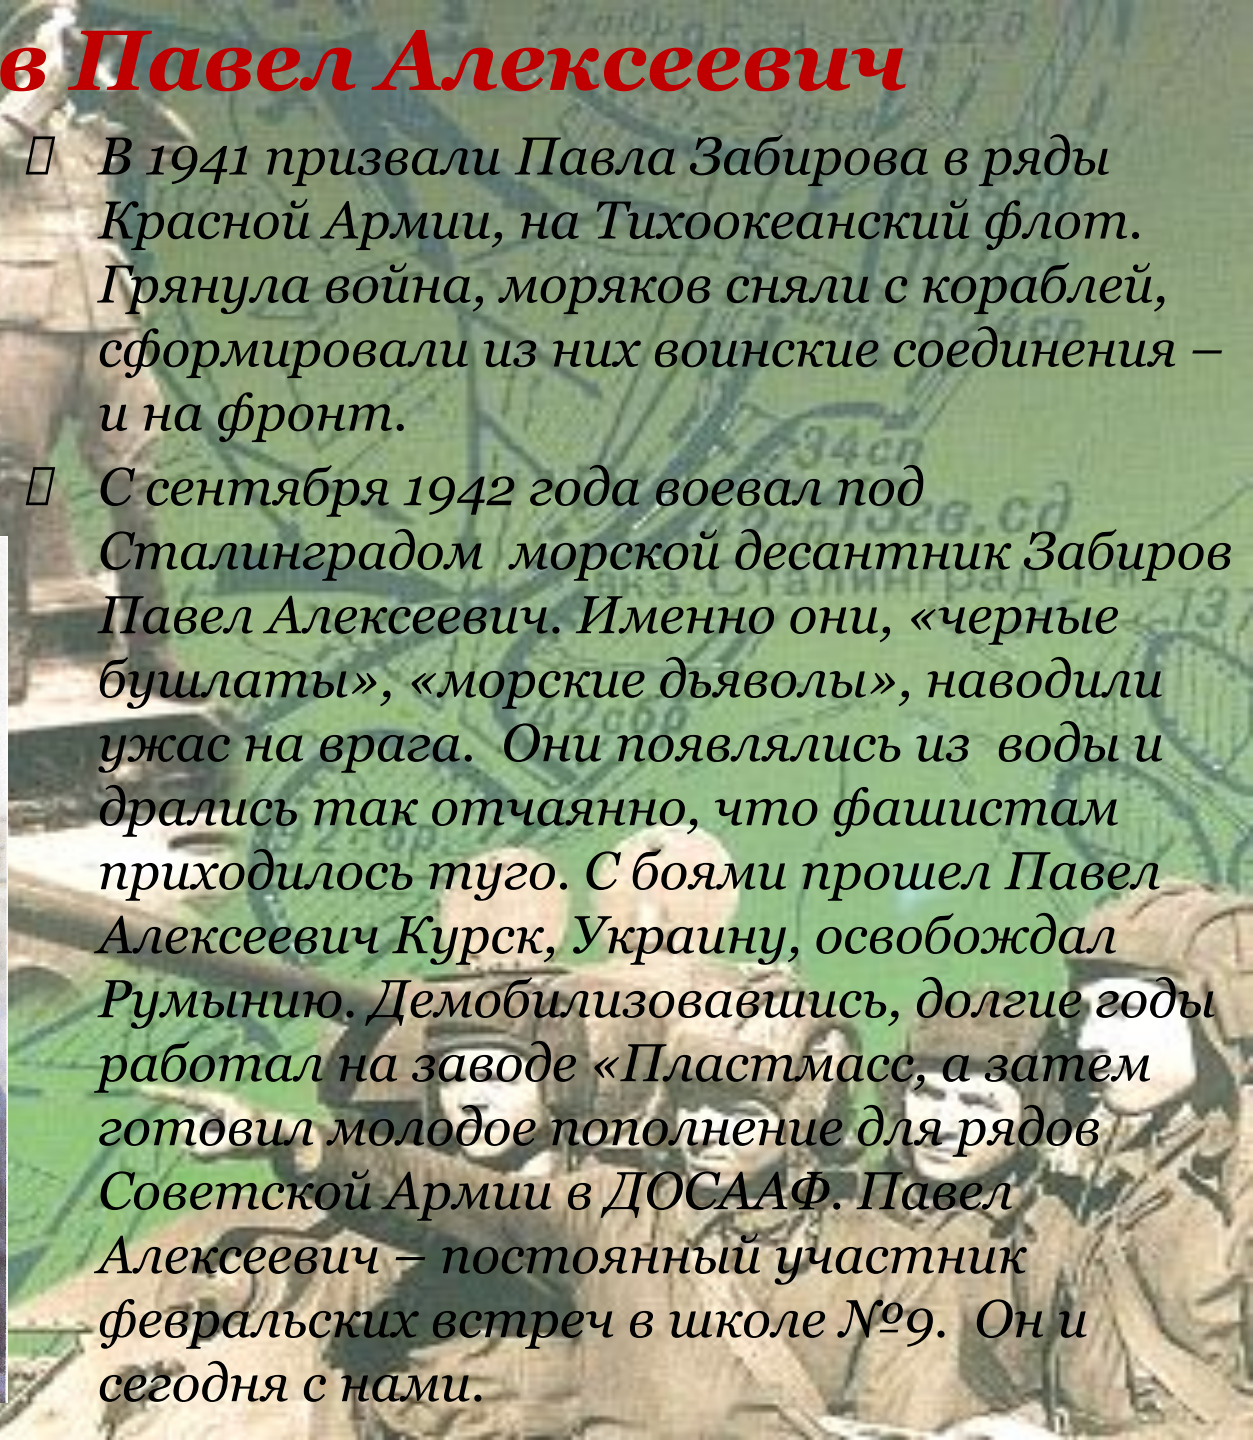 в Павел Алексеевич
В 1941 призвали Павла Забирова в ряды
Красной Армии, на Тихоокеанский флот.
Грянула война, моряков сняли с кораблей,
сформировали из них воинские соединения –
и на фронт.
С сентября 1942 года воевал под
Сталинградом морской десантник Забиров
Павел Алексеевич. Именно они, «черные
бушлаты», «морские дьяволы», наводили
ужас на врага. Они появлялись из воды и
дрались так отчаянно, что фашистам
приходилось туго. С боями прошел Павел
Алексеевич Курск, Украину, освобождал
Румынию. Демобилизовавшись, долгие годы
работал на заводе «Пластмасс, а затем
готовил молодое пополнение для рядов
Советской Армии в ДОСААФ. Павел
Алексеевич – постоянный участник
февральских встреч в школе №9. Он и
сегодня с нами.
34сп
13гв.сд